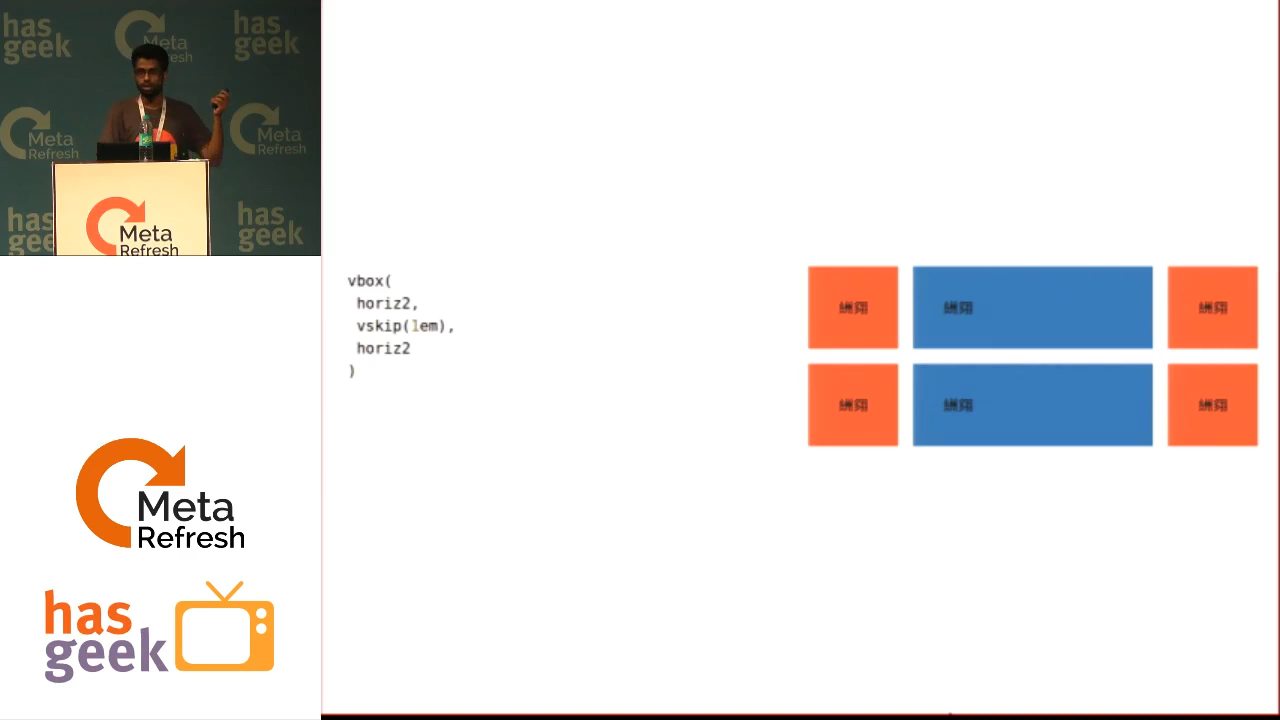 has
geek
Meta
Refresh
has
geek
Meta
Refresh
Meta
Refresh
has
geek
has
geek
Meta
Refresh
vbox(
horiz2,
vskip(1em),
horiz2
)
Meta
Refresh
has
geek